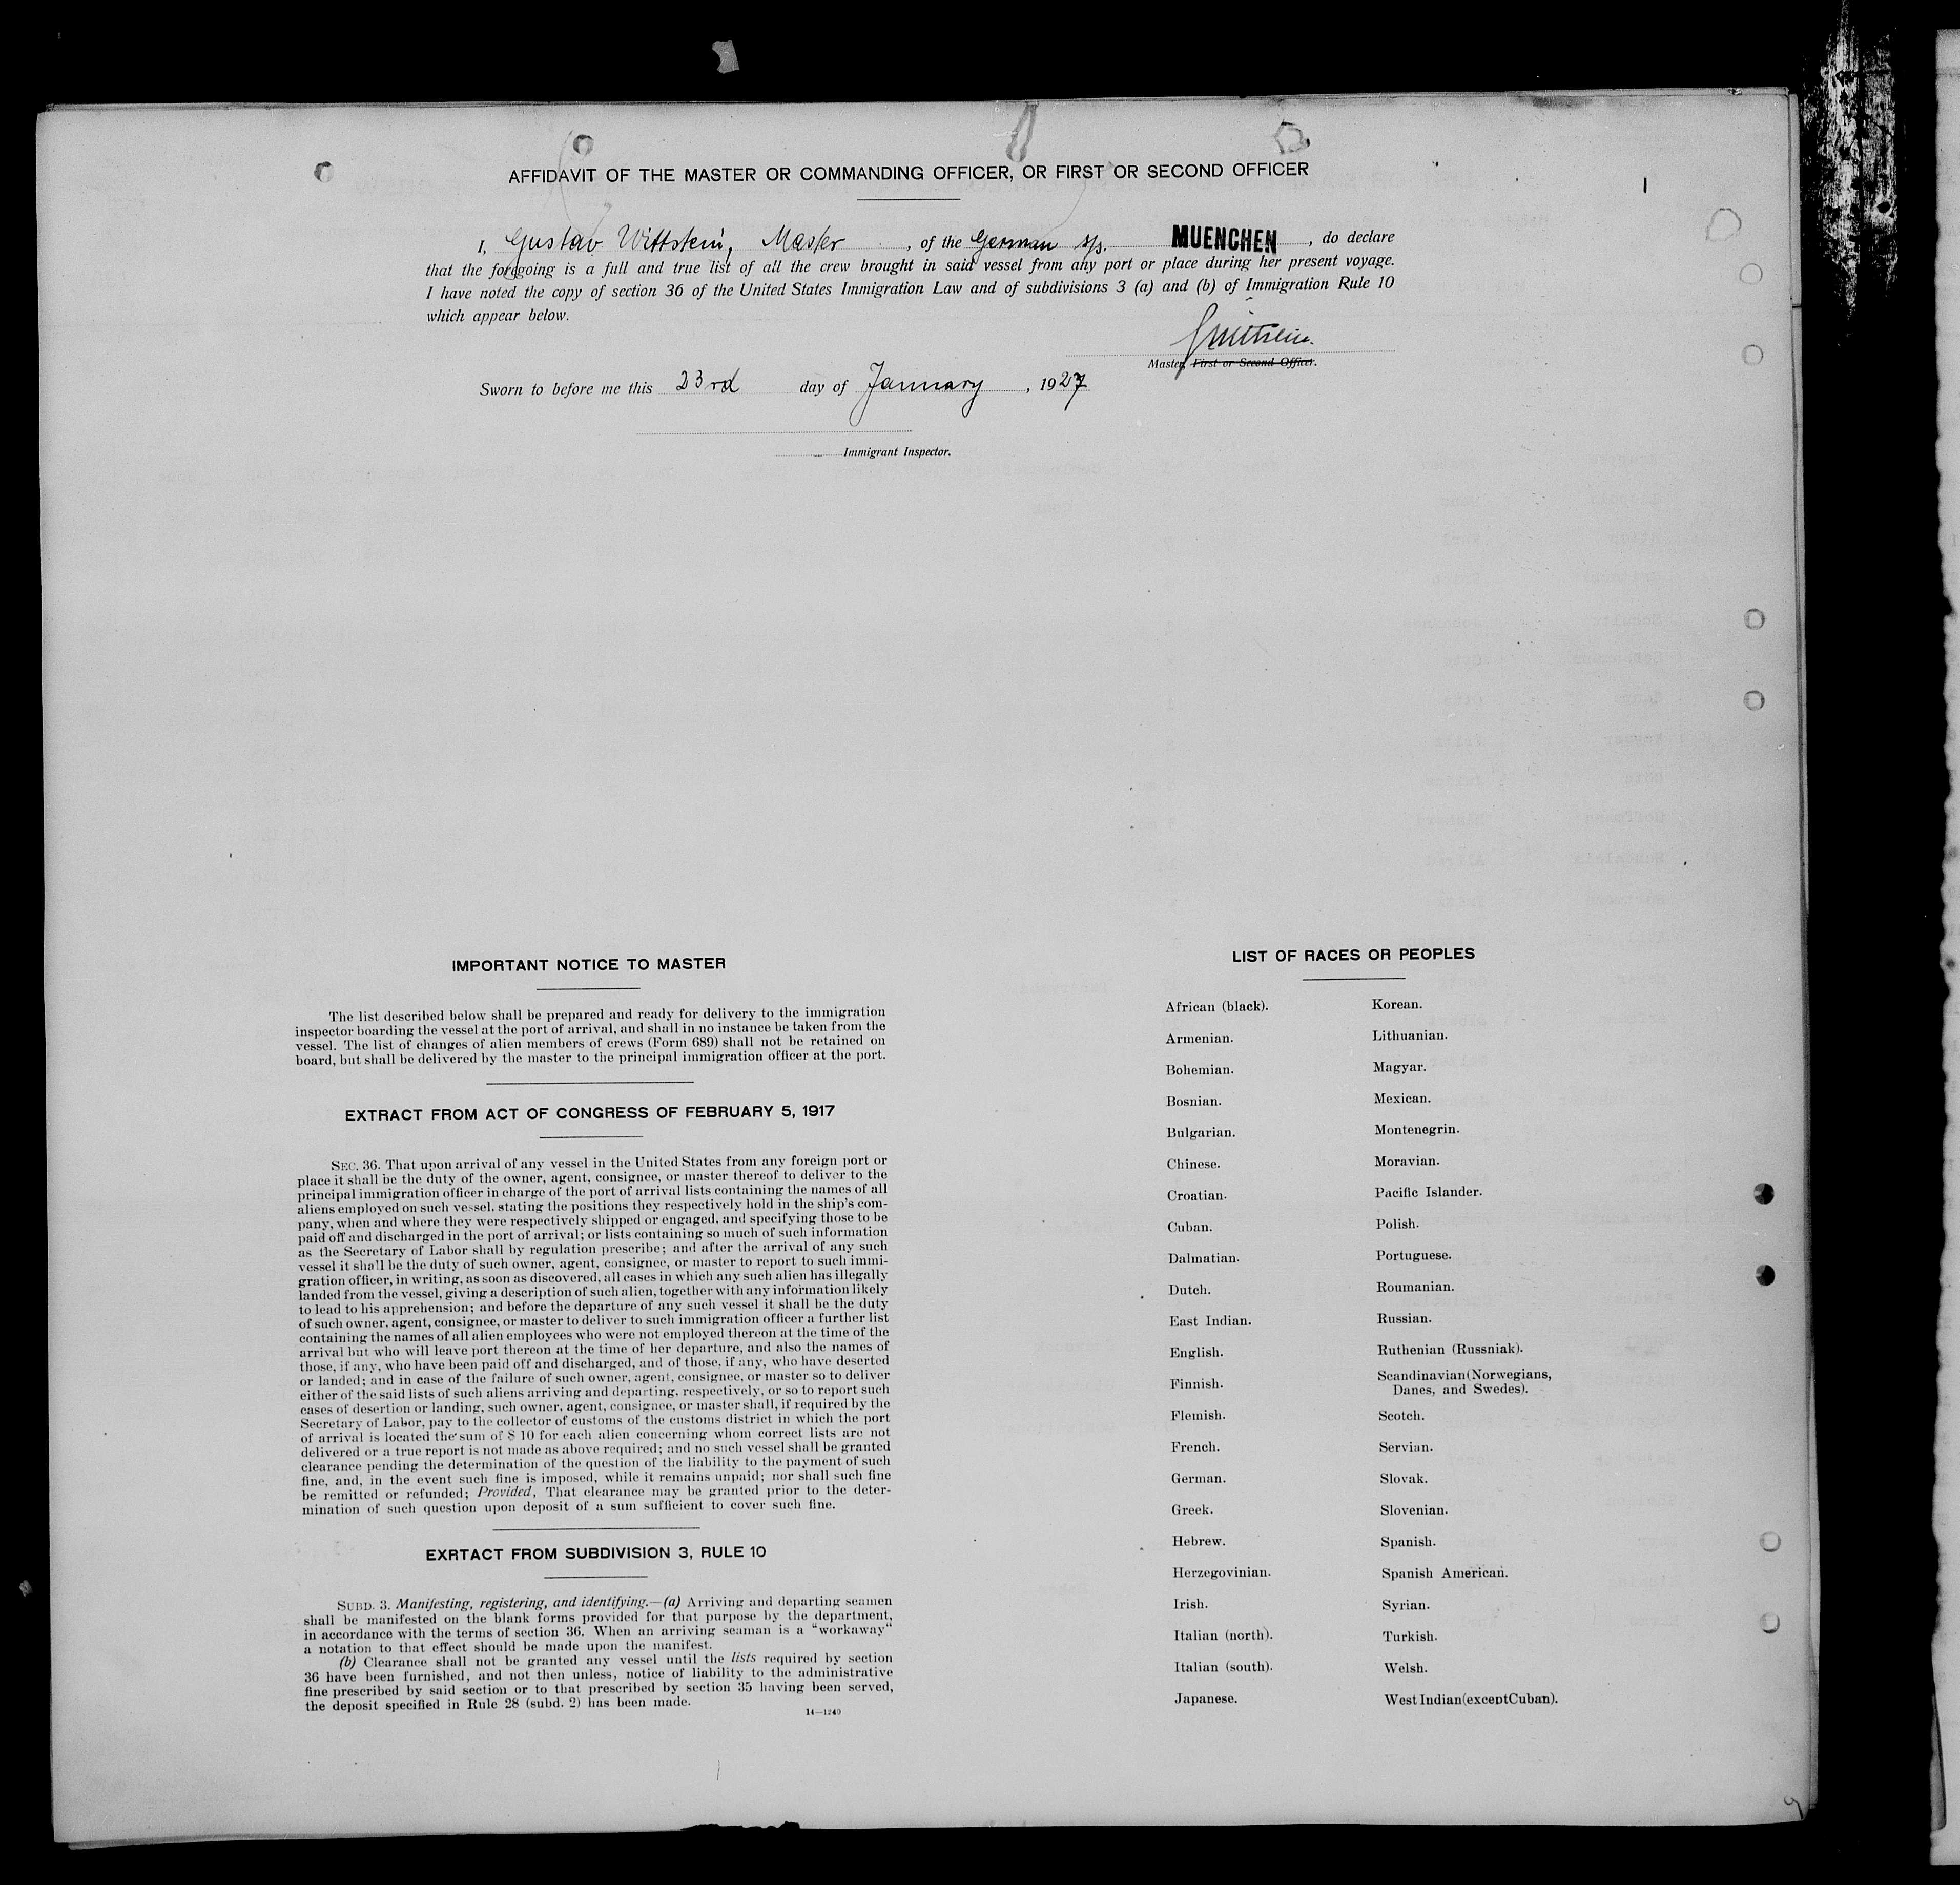 AFFIDAVIT OF THE MASTER OR COMMANDING OFFICER, OR FIRST OR SECOND OFFICER
I, Gustav Wittstein, Master, of the German s/s. MUENCHEN, do declare
that the foregoing is a full and true list of all the crew brought in said vessel from any port or place during her present voyage.
I have noted the copy of section 36 of the United States Immigration Law and of subdivisions 3 (a) and (b) of Immigration Rule 10
which appear below.
GWittstein.
Master, First or Second Officer.
Sworn to before me this 23rd day of January, 1927
Immigrant Inspector.
IMPORTANT NOTICE TO MASTER
The list described below shall be prepared and ready for delivery to the immigration
inspector boarding the vessel at the port of arrival, and shall in no instance be taken from the
vessel. The list of changes of alien members of crews (Form 689) shall not be retained on
board, but shall be delivered by the master to the principal immigration officer at the port.
EXTRACT FROM ACT OF CONGRESS OF FEBRUARY 5, 1917
SEC. 36. That upon arrival of any vessel in the United States from any foreign port or
place it shall be the duty of the owner, agent, consignee, or master thereof to deliver to the
principal immigration officer in charge of the port of arrival lists containing the names of all
aliens employed on such vessel, stating the positions they respectively hold in the ship's com-
pany, when and where they were respectively shipped or engaged, and specifying those to be
paid off and discharged in the port of arrival; or lists containing so much of such information
as the Secretary of Labor shall by regulation prescribe; and after the arrival of any such
vessel it shall be the duty of such owner, agent, consignee, or master to report to such immi-
gration officer, in writing, as soon as discovered, all cases in which any such alien has illegally
landed from the vessel, giving a description of such alien, together with any information likely
to lead to his apprehension; and before the departure of any such vessel it shall be the duty
of such owner, agent, consignee, or master to deliver to such immigration officer a further list
containing the names of all alien employees who were not employed thereon at the time of the
arrival but who will leave port thereon at the time of her departure, and also the names of
those, if any, who have been paid off and discharged, and of those, if any, who have deserted
or landed; and in case of the failure of such owner, agent, consignee, or master so to deliver
either of the said lists of such aliens arriving and departing, respectively, or so to report such
cases of desertion or landing, such owner, agent, consignee, or master shall, if required by the
Secretary of Labor, pay to the collector of customs of the customs district in which the port
of arrival is located the sum of $ 10 for each alien concerning whom correct lists are not
delivered or a true report is not made as above required; and no such vessel shall be granted
clearance pending the determination of the question of the liability to the payment of such
fine, and, in the event such fine is imposed, while it remains unpaid; nor shall such fine
be remitted or refunded; Provided, That clearance may be granted prior to the deter-
mination of such question upon deposit of a sum sufficient to cover such fine.
EXRTACT FROM SUBDIVISION 3, RULE 10
SUBD. 3. Manifesting, registering, and identifying.—(a) Arriving and departing seamen
shall be manifested on the blank forms provided for that purpose by the department,
in accordance with the terms of section 36. When an arriving seaman is a "workaway"
a notation to that effect should be made upon the manifest.
(b) Clearance shall not be granted any vessel until the lists required by section
36 have been furnished, and not then unless, notice of liability to the administrative
fine prescribed by said section or to that prescribed by section 35 having been served,
the deposit specified in Rule 28 (subd. 2) has been made.
14—1240
LIST OF RACES OR PEOPLES
African (black).
Armenian.
Bohemian.
Bosnian.
Bulgarian.
Chinese.
Croatian.
Cuban.
Dalmatian.
Dutch.
East Indian.
English.
Finnish.
Flemish.
French.
German.
Greek.
Hebrew.
Herzegovinian.
Irish.
Italian (north).
Italian (south).
Japanese.
Korean.
Lithuanian.
Magyar.
Mexican.
Montenegrin.
Moravian.
Pacific Islander.
Polish.
Portuguese.
Roumanian.
Russian.
Ruthenian (Russniak).
Scandinavian (Norwegians,
Danes, and Swedes).
Scotch.
Servian.
Slovak.
Slovenian.
Spanish.
Spanish American.
Syrian.
Turkish.
Welsh.
West Indian (except Cuban).